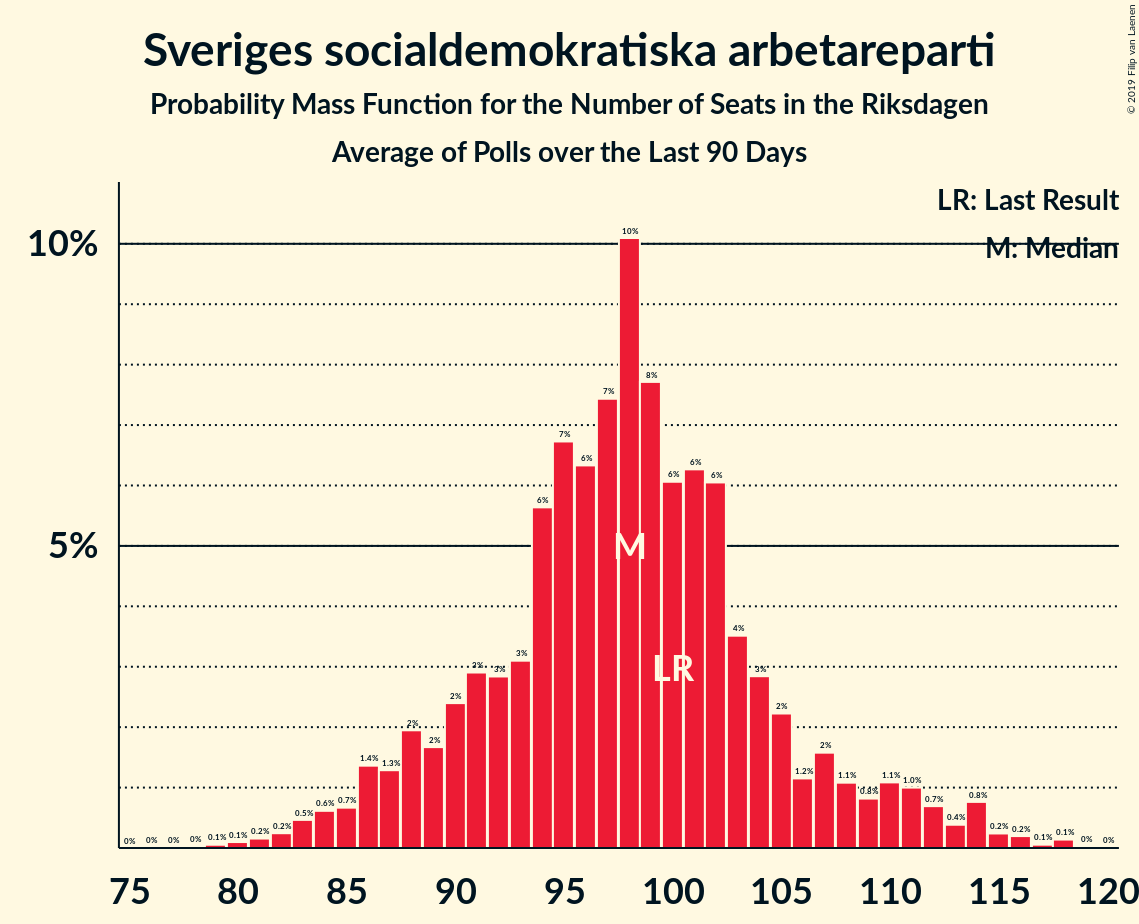 Sveriges socialdemokratiska arbetareparti
Probability Mass Function for the Number of Seats in the Riksdagen
Average of Polls over the Last 90 Days
© 2019 Filip van Laenen
LR: Last Result
M: Median
10%
5%
0% 0% 0% 0% 0.1% 0.1% 0.2% 0.2% 0.5% 0.6% 0.7% 1.4% 1.3% 2% 2% 2% 3% 3% 3% 6% 7% 6% 7% 10% 8% 6% 6% 6% 4% 3% 2% 1.2% 2% 1.1% 0.8% 1.1% 1.0% 0.7% 0.4% 0.8% 0.2% 0.2% 0.1% 0.1% 0% 0%
M
LR
75 80 85 90 95 100 105 110 115 120